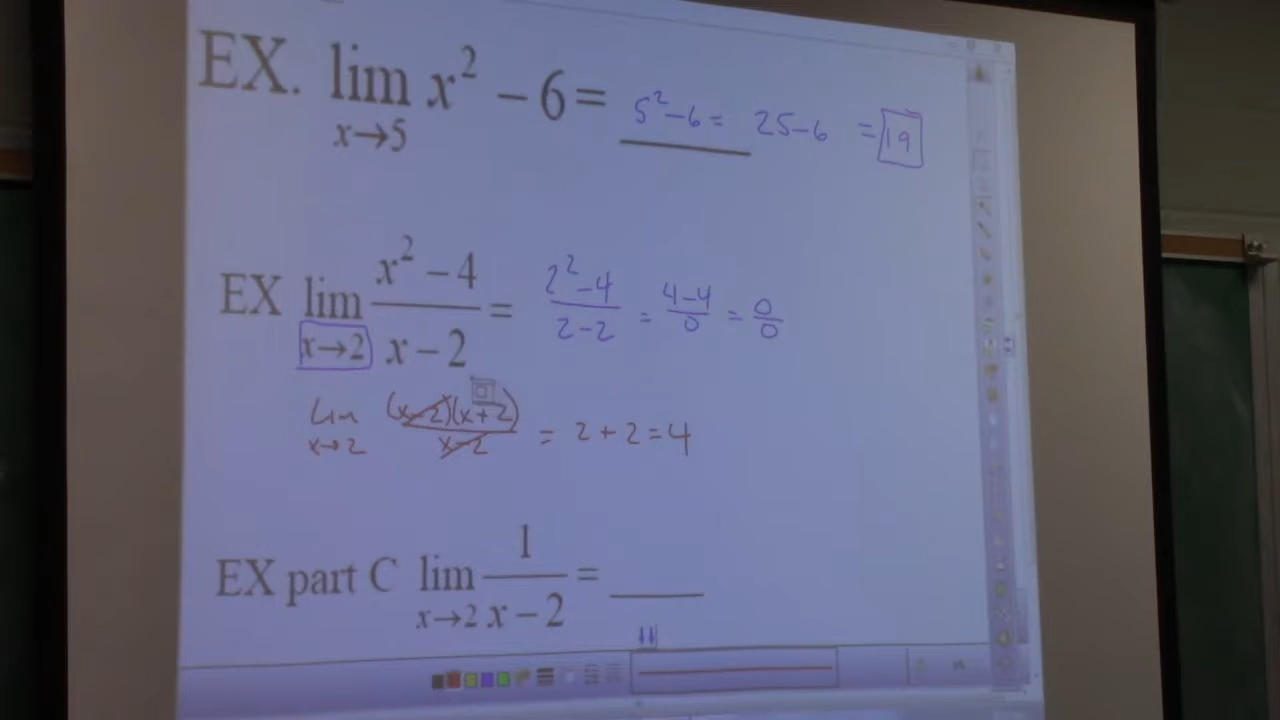 EX. lim x→5 x² − 6 = 5² − 6 = 25 − 6 = 19
EX lim x→2 (x² − 4)/(x − 2) = (2² − 4)/(2 − 2) = (4 − 4)/0 = 0/0
lim x→2 (x − 2)(x + 2)/(x − 2) = 2 + 2 = 4
EX part C lim x→2 1/(x − 2) = ____